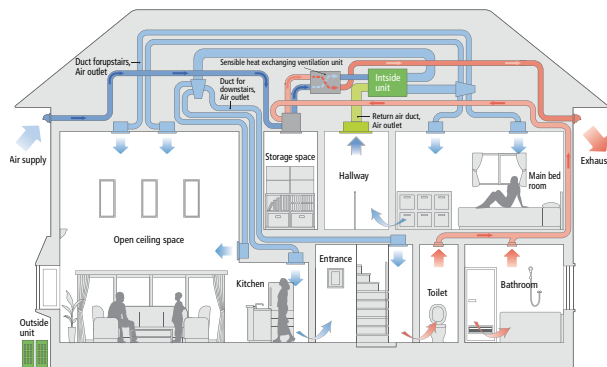 Duct forupstairs,
Air outlet
Sensible heat exchanging ventilation unit
Duct for
downstairs,
Air outlet
Intside
unit
Return air duct,
Air outlet
Air supply
Exhaus
Storage space
Hallway
Main bed
room
Open ceiling space
Kitchen
Entrance
Toilet
Bathroom
Outside
unit